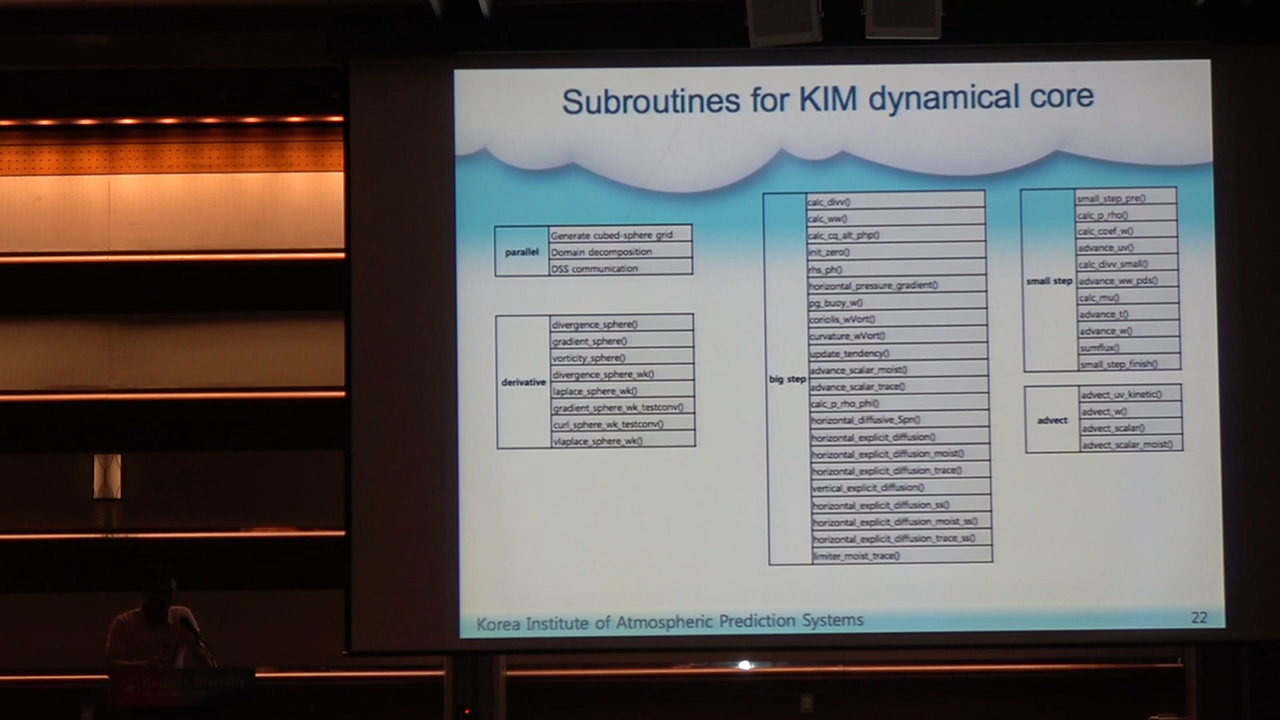 Subroutines for KIM dynamical core
parallel
Generate cubed-sphere grid
Domain decomposition
DSS communication
derivative
divergence_sphere()
gradient_sphere()
vorticity_sphere()
divergence_sphere_wk()
laplace_sphere_wk()
gradient_sphere_wk_testconv()
curl_sphere_wk_testconv()
vlaplace_sphere_wk()
big step
calc_divv()
calc_ww()
calc_cq_alt_php()
init_zero()
rhs_ph()
horizontal_pressure_gradient()
pg_buoy_w()
coriolis_wVort()
curvature_wVort()
update_tendency()
advance_scalar_moist()
advance_scalar_trace()
calc_p_rho_phi()
horizontal_diffusive_Spn()
horizontal_explicit_diffusion()
horizontal_explicit_diffusion_moist()
horizontal_explicit_diffusion_trace()
vertical_explicit_diffusion()
horizontal_explicit_diffusion_ss()
horizontal_explicit_diffusion_moist_ss()
horizontal_explicit_diffusion_trace_ss()
limiter_moist_trace()
small step
small_step_pre()
calc_p_rho()
calc_coef_w()
advance_uv()
calc_divv_small()
advance_ww_pds()
calc_mu()
advance_t()
advance_w()
sumflux()
small_step_finish()
advect
advect_uv_kinetic()
advect_w()
advect_scalar()
advect_scalar_moist()
Korea Institute of Atmospheric Prediction Systems
22